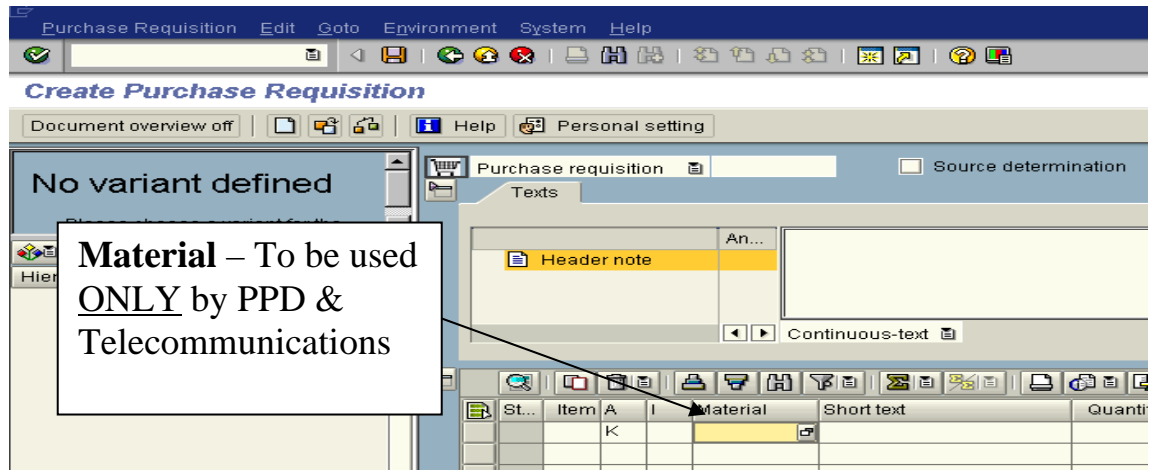 Purchase Requisition Edit Goto Environment System Help
Create Purchase Requisition
Document overview off Help Personal setting
No variant defined
Purchase requisition Source determination
Texts
Material – To be used
ONLY by PPD &
Telecommunications
An...
Header note
Hier
Continuous-text
St... Item A I Material Short text Quanti
K